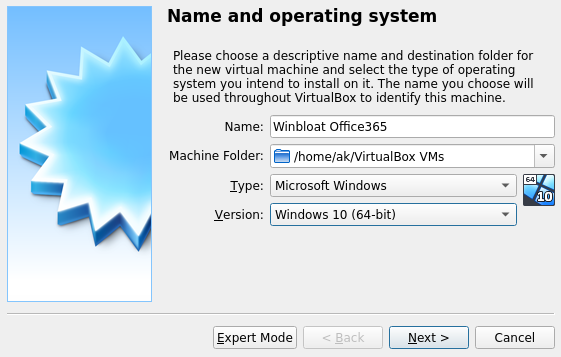 Name and operating system
Please choose a descriptive name and destination folder for
the new virtual machine and select the type of operating
system you intend to install on it. The name you choose will
be used throughout VirtualBox to identify this machine.
Name: Winbloat Office365
Machine Folder: /home/ak/VirtualBox VMs
Type: Microsoft Windows
64
10
Version: Windows 10 (64-bit)
Expert Mode < Back Next > Cancel